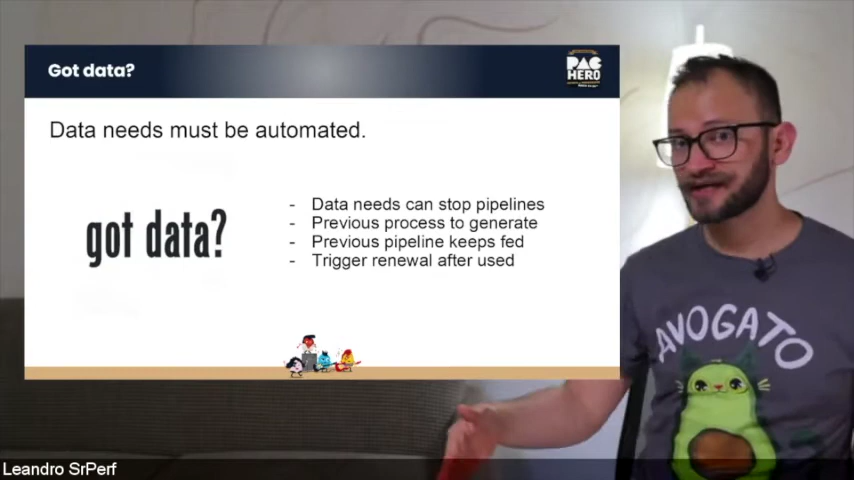 Got data?
PAC
HERO
Data needs must be automated.
got data?
- Data needs can stop pipelines
- Previous process to generate
- Previous pipeline keeps fed
- Trigger renewal after used
AVOGATO
Leandro SrPerf